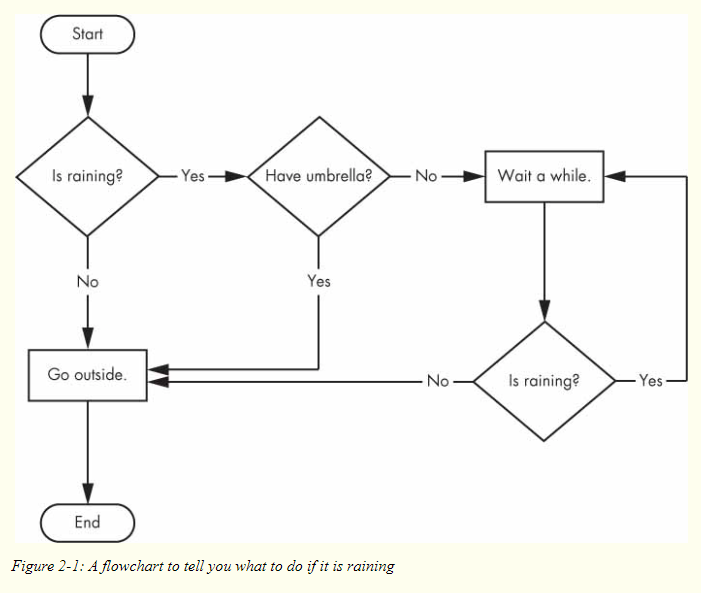 Start
Is raining?
Yes
Have umbrella?
No
Wait a while.
No
Yes
Go outside.
No
Is raining?
Yes
End
Figure 2-1: A flowchart to tell you what to do if it is raining